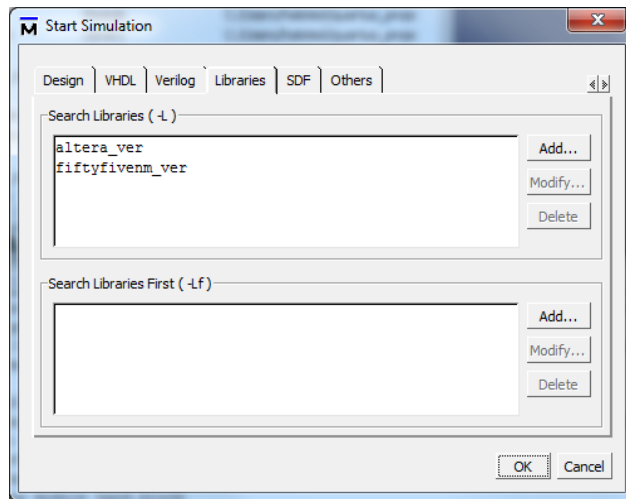 M Start Simulation
Design VHDL Verilog Libraries SDF Others
Search Libraries ( -L )
altera_ver
fiftyfivenm_ver
Add...
Modify...
Delete
Search Libraries First ( -Lf )
Add...
Modify...
Delete
OK Cancel